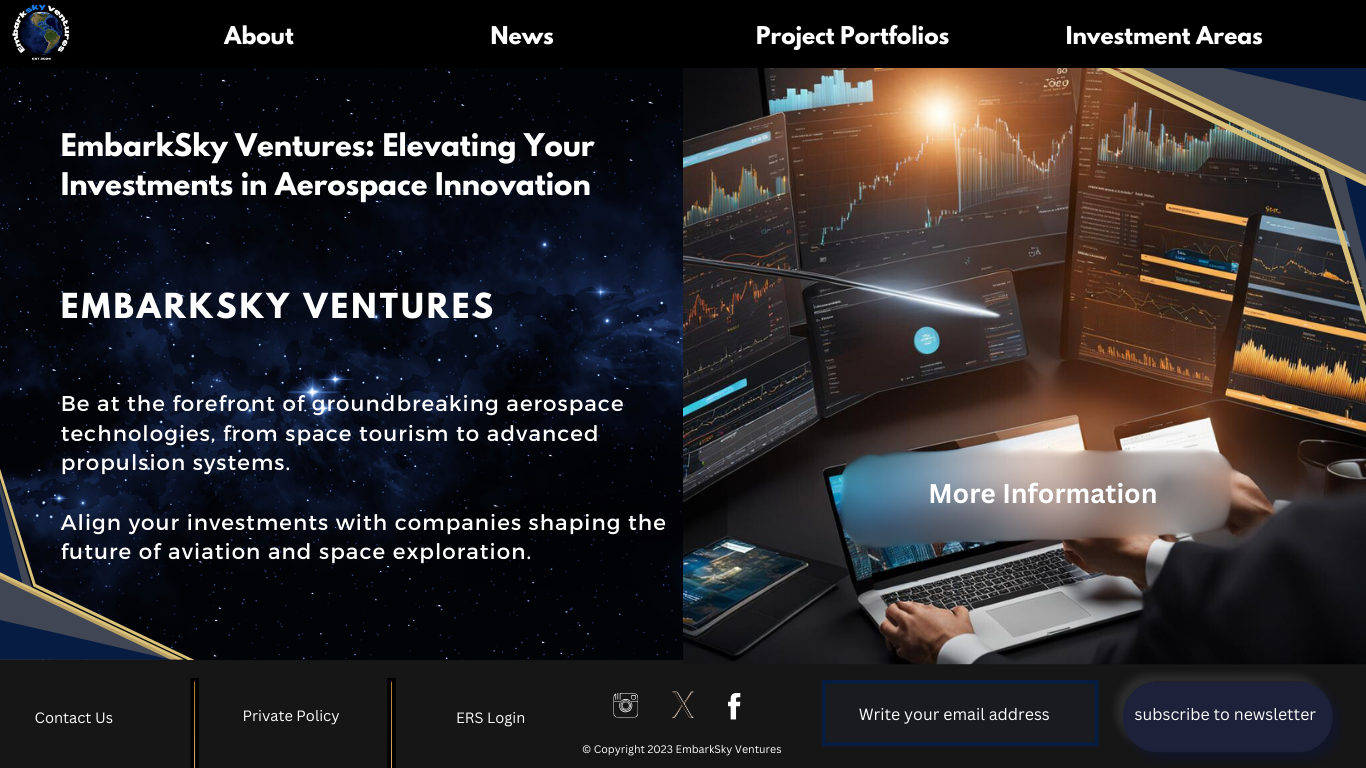 Embarksky Ventures
About
News
Project Portfolios
Investment Areas
EmbarkSky Ventures: Elevating Your
Investments in Aerospace Innovation
EMBARKSKY VENTURES
Be at the forefront of groundbreaking aerospace
technologies, from space tourism to advanced
propulsion systems.
Align your investments with companies shaping the
future of aviation and space exploration.
More Information
Contact Us
Private Policy
ERS Login
© Copyright 2023 EmbarkSky Ventures
Write your email address
subscribe to newsletter